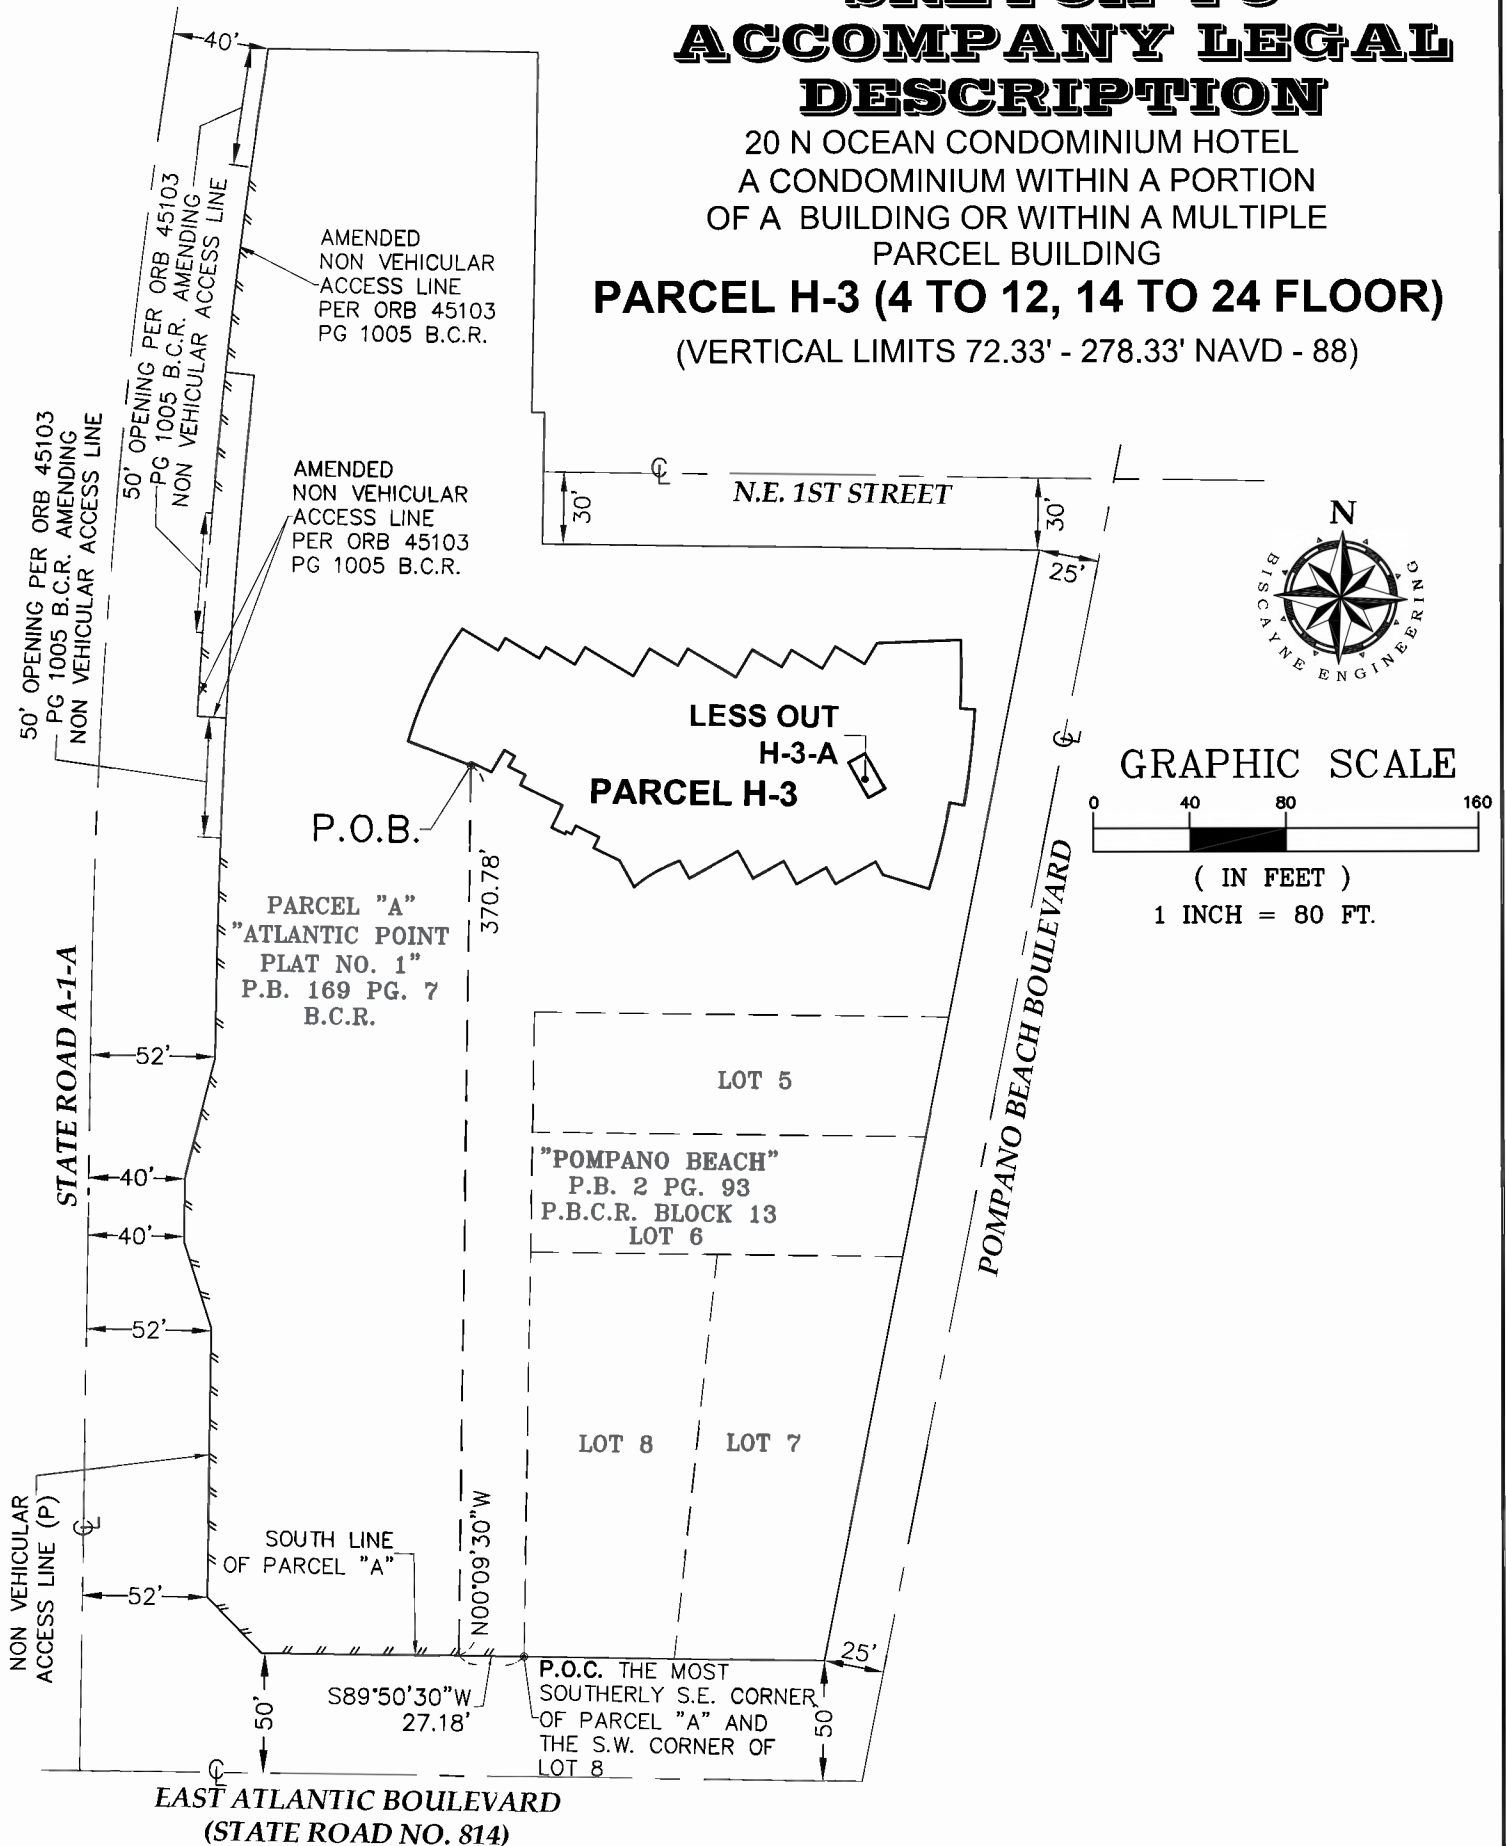 SKETCH TO
ACCOMPANY LEGAL
DESCRIPTION
20 N OCEAN CONDOMINIUM HOTEL
A CONDOMINIUM WITHIN A PORTION
OF A BUILDING OR WITHIN A MULTIPLE
PARCEL BUILDING
PARCEL H-3 (4 TO 12, 14 TO 24 FLOOR)
(VERTICAL LIMITS 72.33' - 278.33' NAVD - 88)
40'
50' OPENING PER ORB 45103
PG 1005 B.C.R. AMENDING
NON VEHICULAR ACCESS LINE
AMENDED
NON VEHICULAR
ACCESS LINE
PER ORB 45103
PG 1005 B.C.R.
50' OPENING PER ORB 45103
PG 1005 B.C.R. AMENDING
NON VEHICULAR ACCESS LINE
AMENDED
NON VEHICULAR
ACCESS LINE
PER ORB 45103
PG 1005 B.C.R.
℄
N.E. 1ST STREET
30'
30'
25'
N
BISCAYNE ENGINEERING
LESS OUT
H-3-A
PARCEL H-3
P.O.B.
370.78'
℄
GRAPHIC SCALE
0 40 80 160
( IN FEET )
1 INCH = 80 FT.
PARCEL "A"
"ATLANTIC POINT
PLAT NO. 1"
P.B. 169 PG. 7
B.C.R.
STATE ROAD A-1-A
52'
40'
40'
52'
52'
POMPANO BEACH BOULEVARD
LOT 5
"POMPANO BEACH"
P.B. 2 PG. 93
P.B.C.R. BLOCK 13
LOT 6
LOT 8
LOT 7
NON VEHICULAR
ACCESS LINE (P)
℄
SOUTH LINE
OF PARCEL "A"
N00°09'30"W
S89°50'30"W
27.18'
P.O.C. THE MOST
SOUTHERLY S.E. CORNER
OF PARCEL "A" AND
THE S.W. CORNER OF
LOT 8
25'
50'
50'
℄
EAST ATLANTIC BOULEVARD
(STATE ROAD NO. 814)